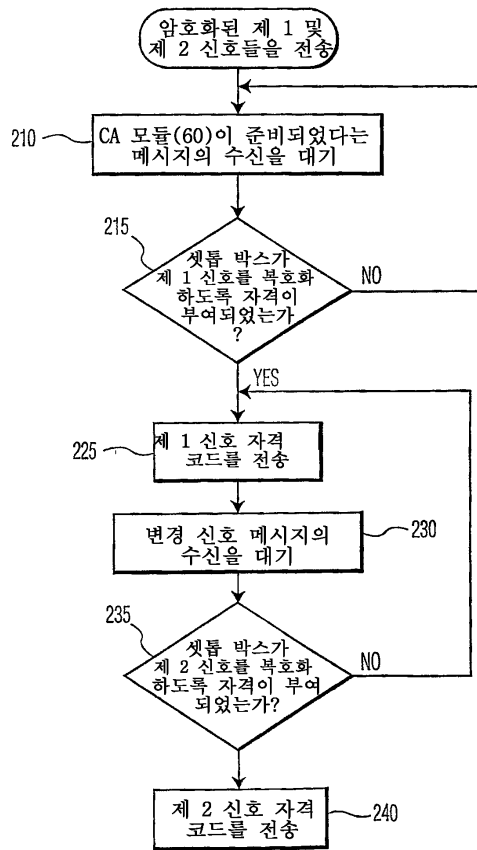 암호화된 제 1 및
제 2 신호들을 전송
210
CA 모듈(60)이 준비되었다는
메시지의 수신을 대기
215
셋톱 박스가
제 1 신호를 복호화
하도록 자격이
부여되었는가
?
NO
YES
225
제 1 신호 자격
코드를 전송
변경 신호 메시지의
수신을 대기
230
235
셋톱 박스가
제 2 신호를 복호화
하도록 자격이 부여
되었는가?
NO
제 2 신호 자격
코드를 전송
240